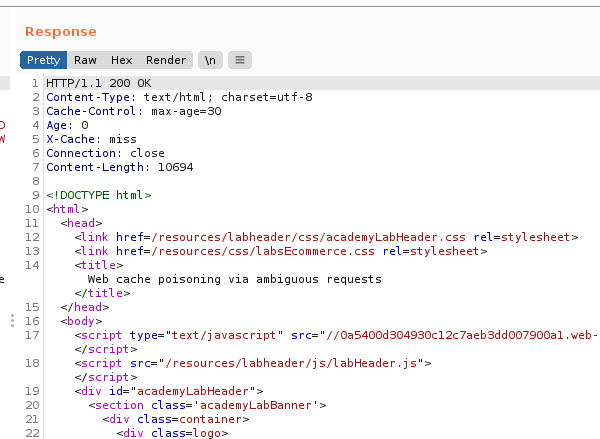 Response
Pretty Raw Hex Render \n ≡
1 HTTP/1.1 200 OK
2 Content-Type: text/html; charset=utf-8
3 Cache-Control: max-age=30
4 Age: 0
5 X-Cache: miss
6 Connection: close
7 Content-Length: 10694
8
9 <!DOCTYPE html>
10 <html>
11 <head>
12 <link href=/resources/labheader/css/academyLabHeader.css rel=stylesheet>
13 <link href=/resources/css/labsEcommerce.css rel=stylesheet>
14 <title>
Web cache poisoning via ambiguous requests
</title>
15 </head>
16 <body>
17 <script type="text/javascript" src="//0a5400d304930c12c7aeb3dd007900a1.web-
</script>
18 <script src="/resources/labheader/js/labHeader.js">
</script>
19 <div id="academyLabHeader">
20 <section class='academyLabBanner'>
21 <div class=container>
22 <div class=logo>